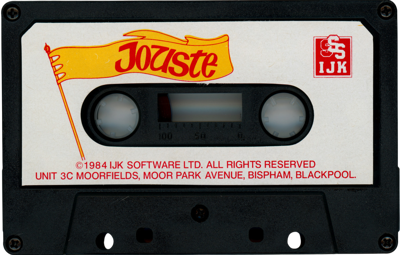 Jouste
SSS
IJK
100 50 0
©1984 IJK SOFTWARE LTD. ALL RIGHTS RESERVED
UNIT 3C MOORFIELDS, MOOR PARK AVENUE, BISPHAM, BLACKPOOL.